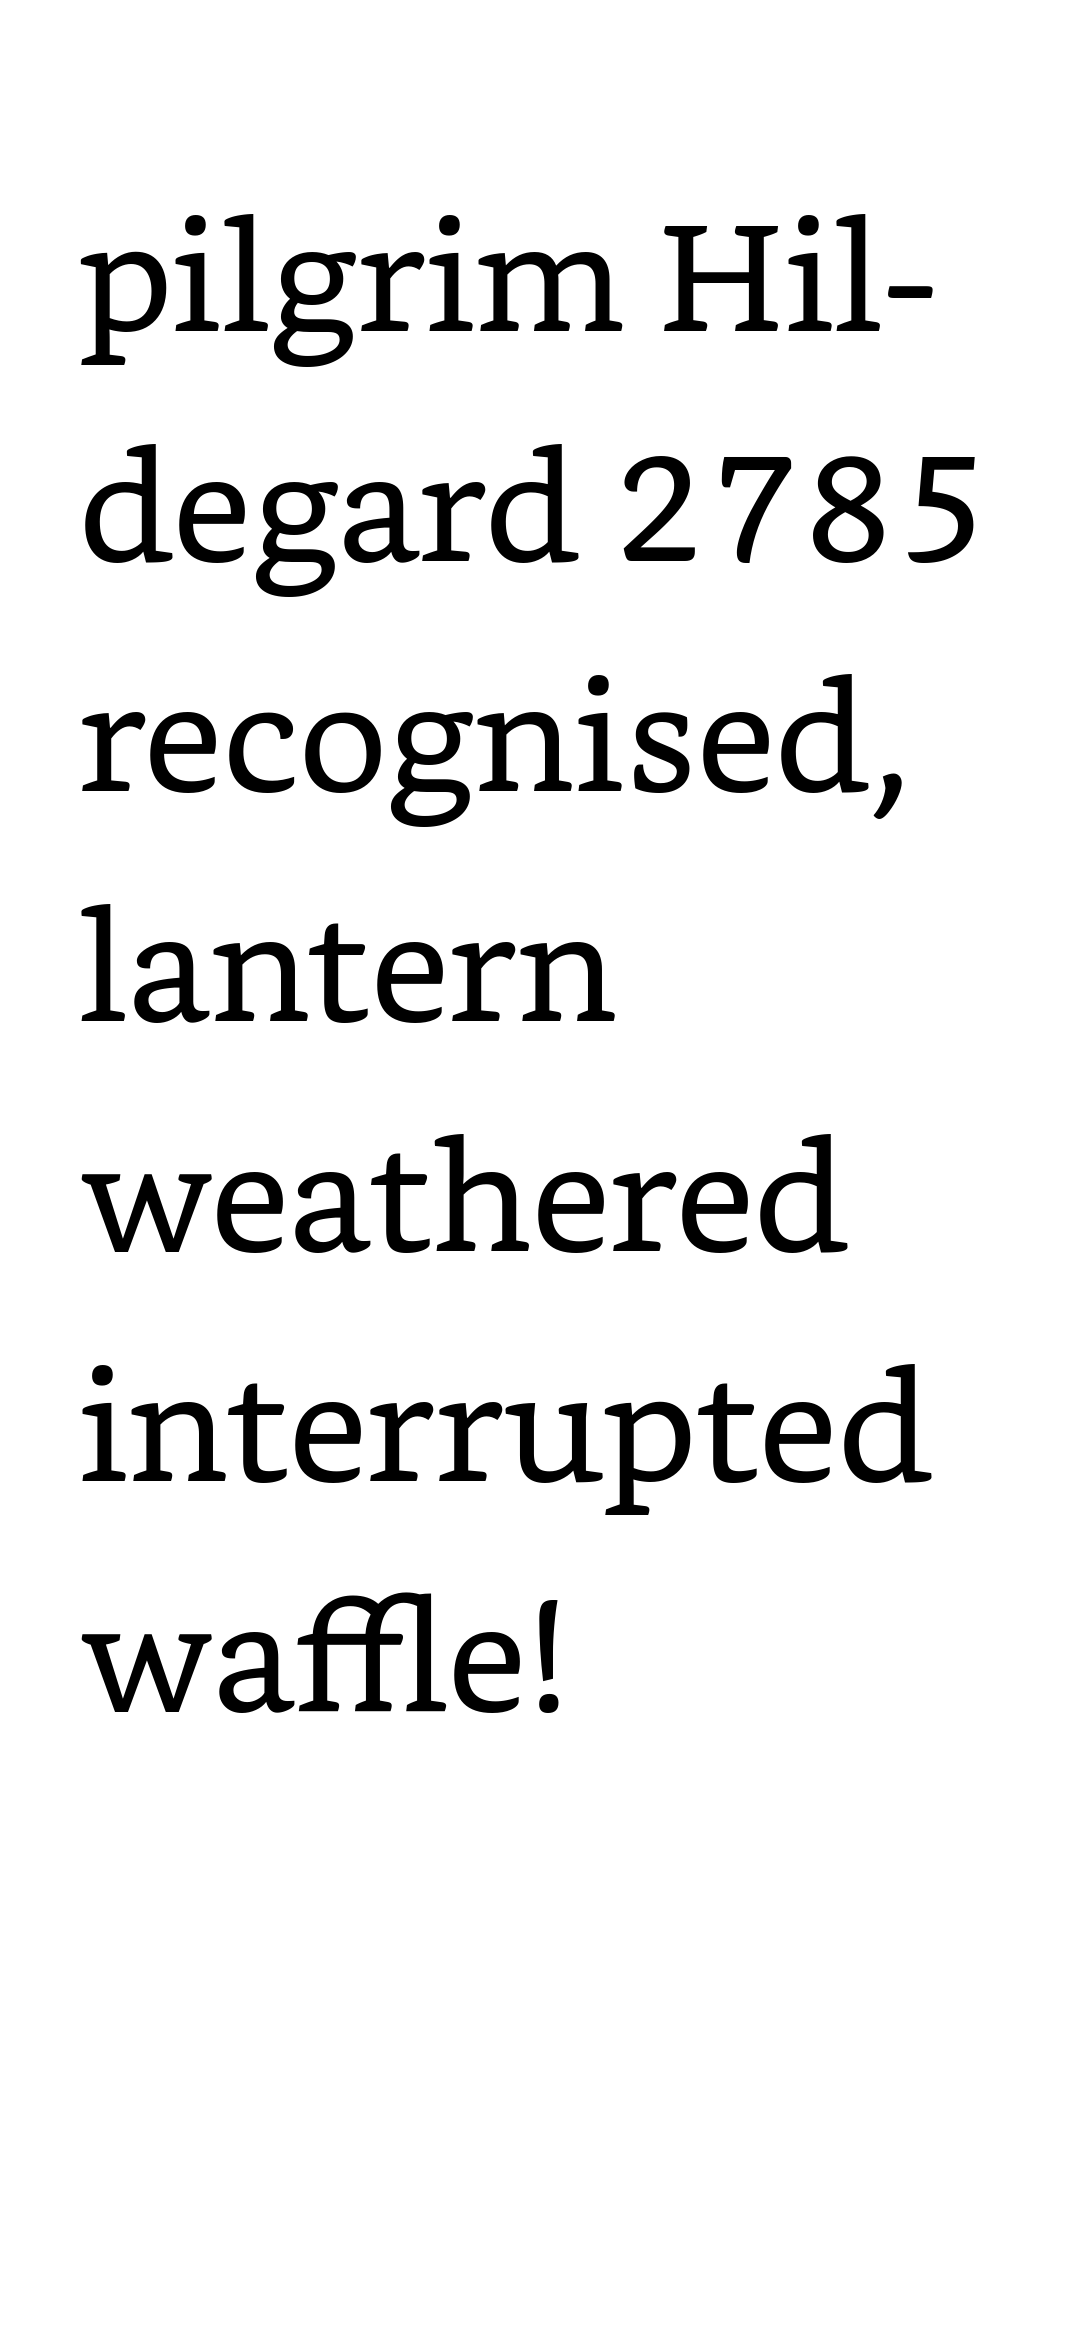 pilgrim Hil-
degard 2785
recognised,
lantern
weathered
interrupted
waffle!